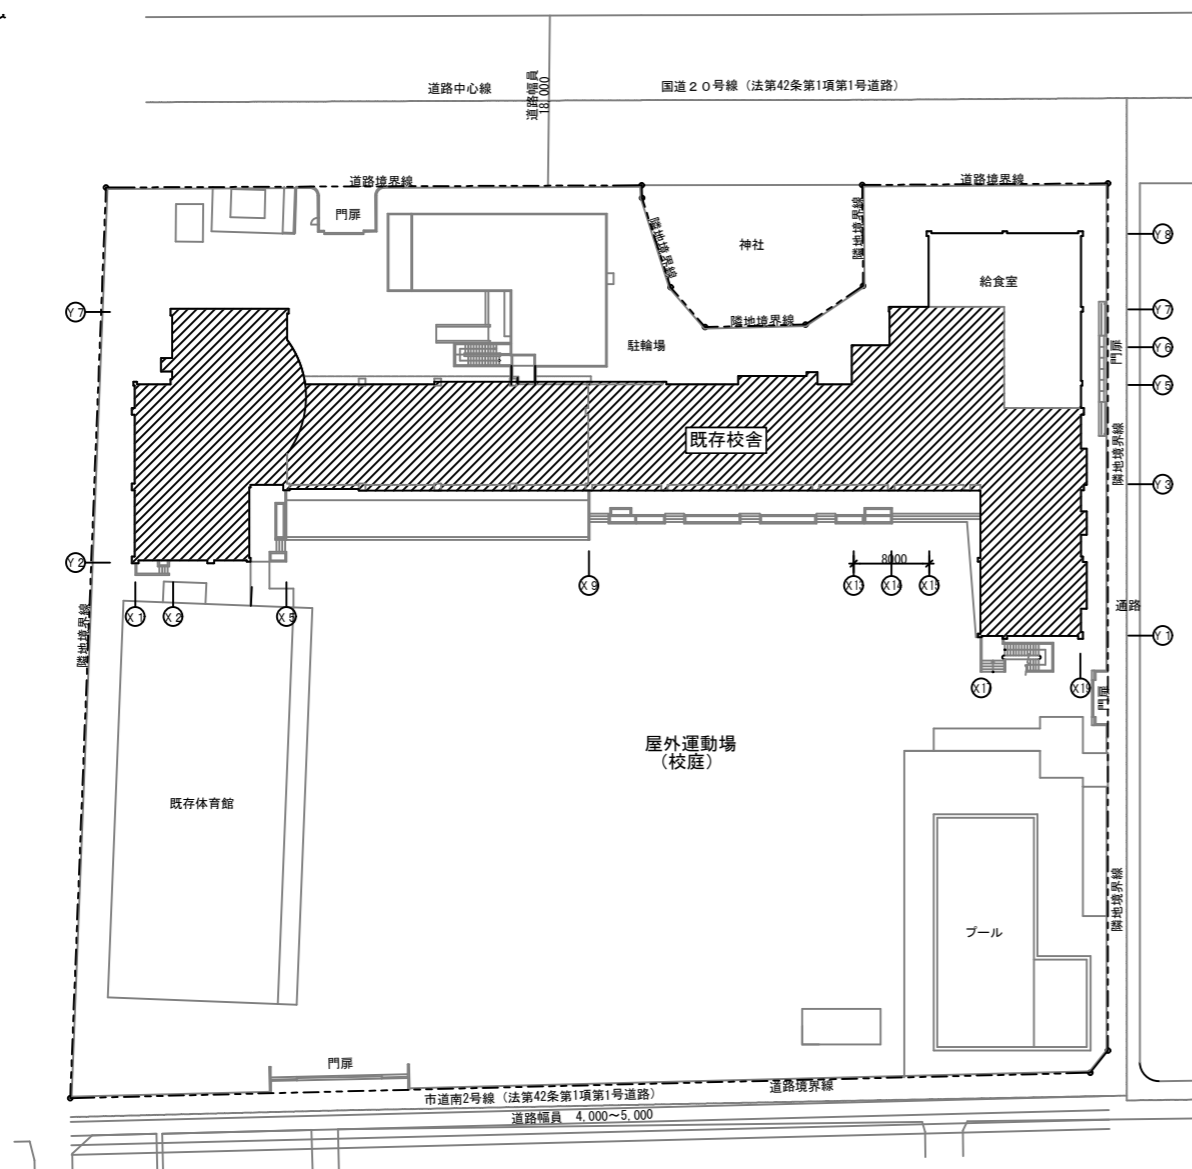 道路中心線
道路幅員
18,000
国道２０号線（法第42条第1項第1号道路）
道路境界線
道路境界線
門扉
隣地境界線
神社
隣地境界線
隣地境界線
給食室
駐輪場
既存校舎
門扉
隣地境界線
Y8
Y7
Y6
Y5
Y3
Y1
Y7
Y2
8000
X1
X2
X5
X9
X13
X14
X15
X17
X19
通路
門扉
隣地境界線
屋外運動場
（校庭）
既存体育館
プール
隣地境界線
門扉
道路境界線
市道南2号線（法第42条第1項第1号道路）
道路幅員　4,000～5,000